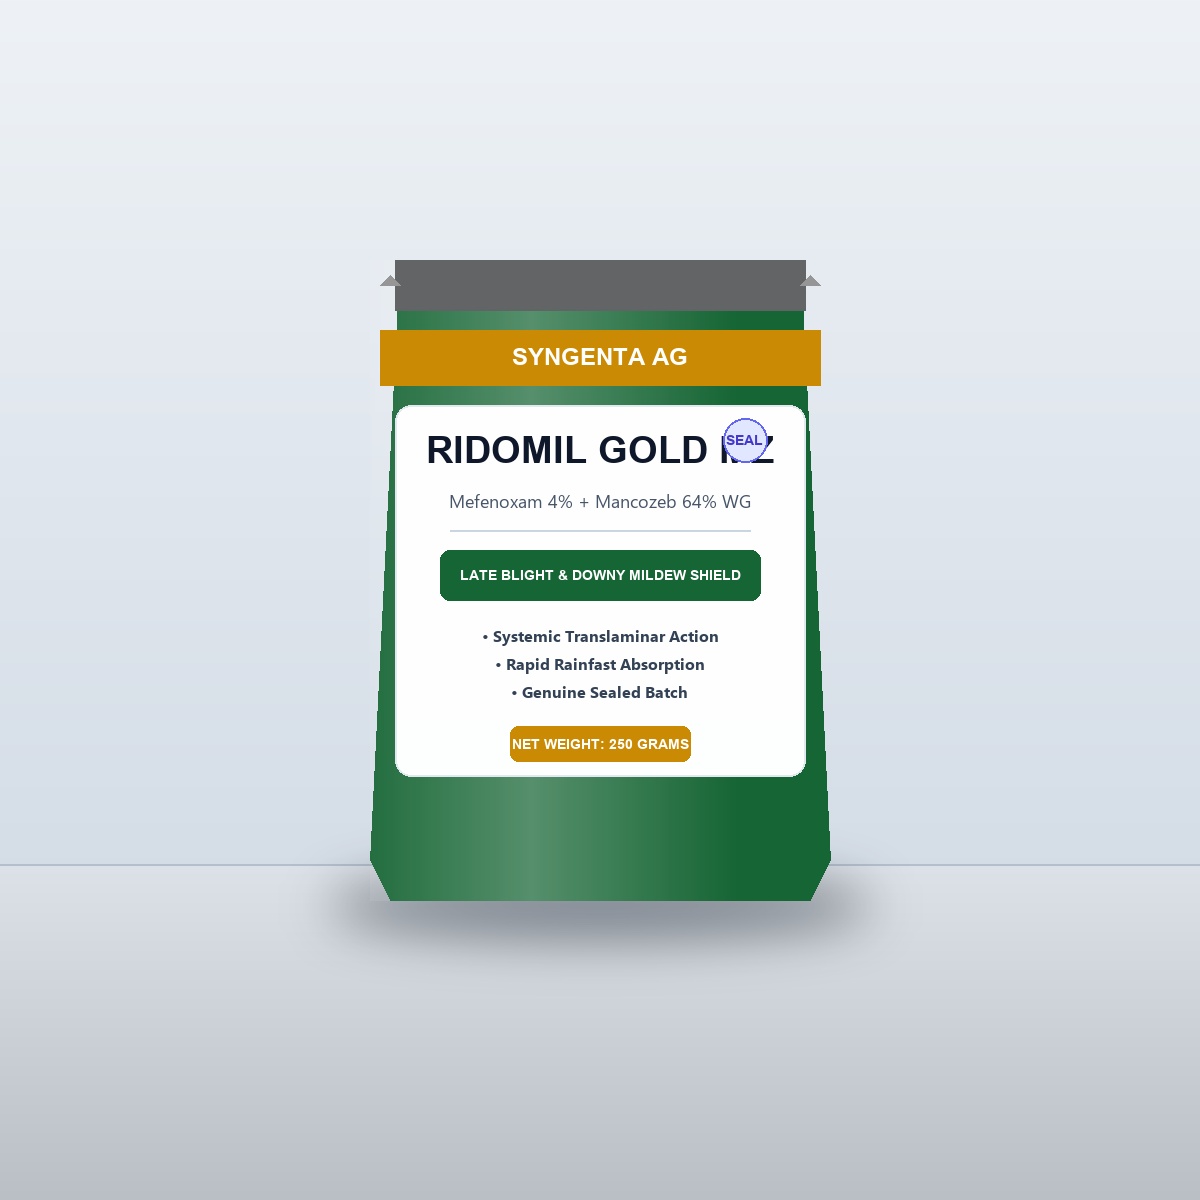 SYNGENTA AG
RIDOMIL GOLD
SEAL
Mefenoxam 4% + Mancozeb 64% WG
LATE BLIGHT & DOWNY MILDEW SHIELD
• Systemic Translaminar Action
• Rapid Rainfast Absorption
• Genuine Sealed Batch
NET WEIGHT: 250 GRAMS